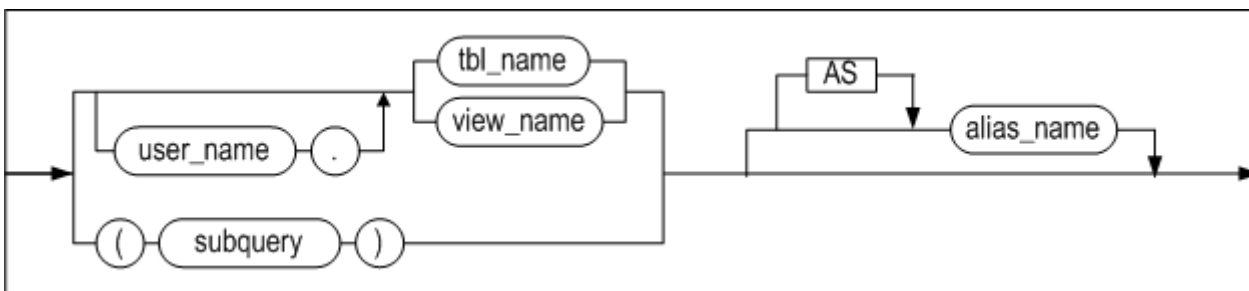 tbl_name
AS
view_name
alias_name
user_name .
( subquery )